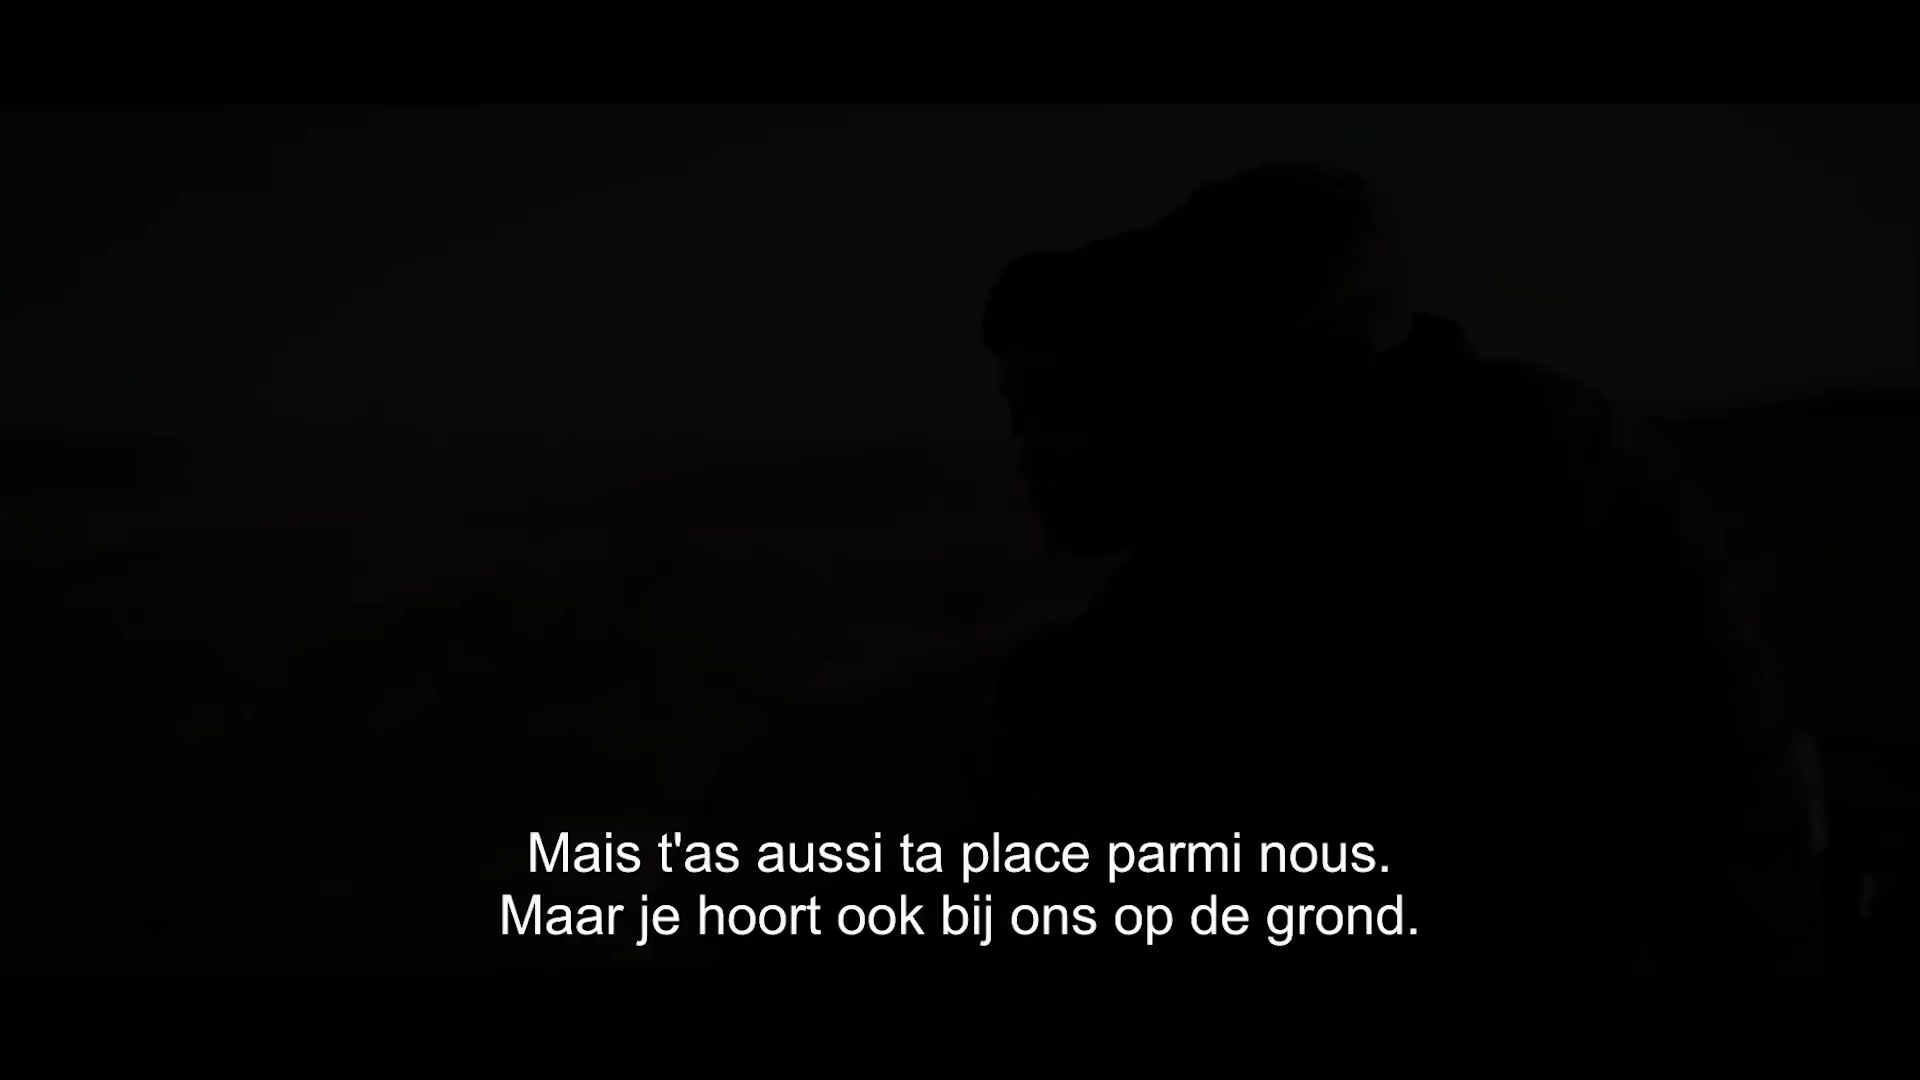 Mais t'as aussi ta place parmi nous.
Maar je hoort ook bij ons op de grond.